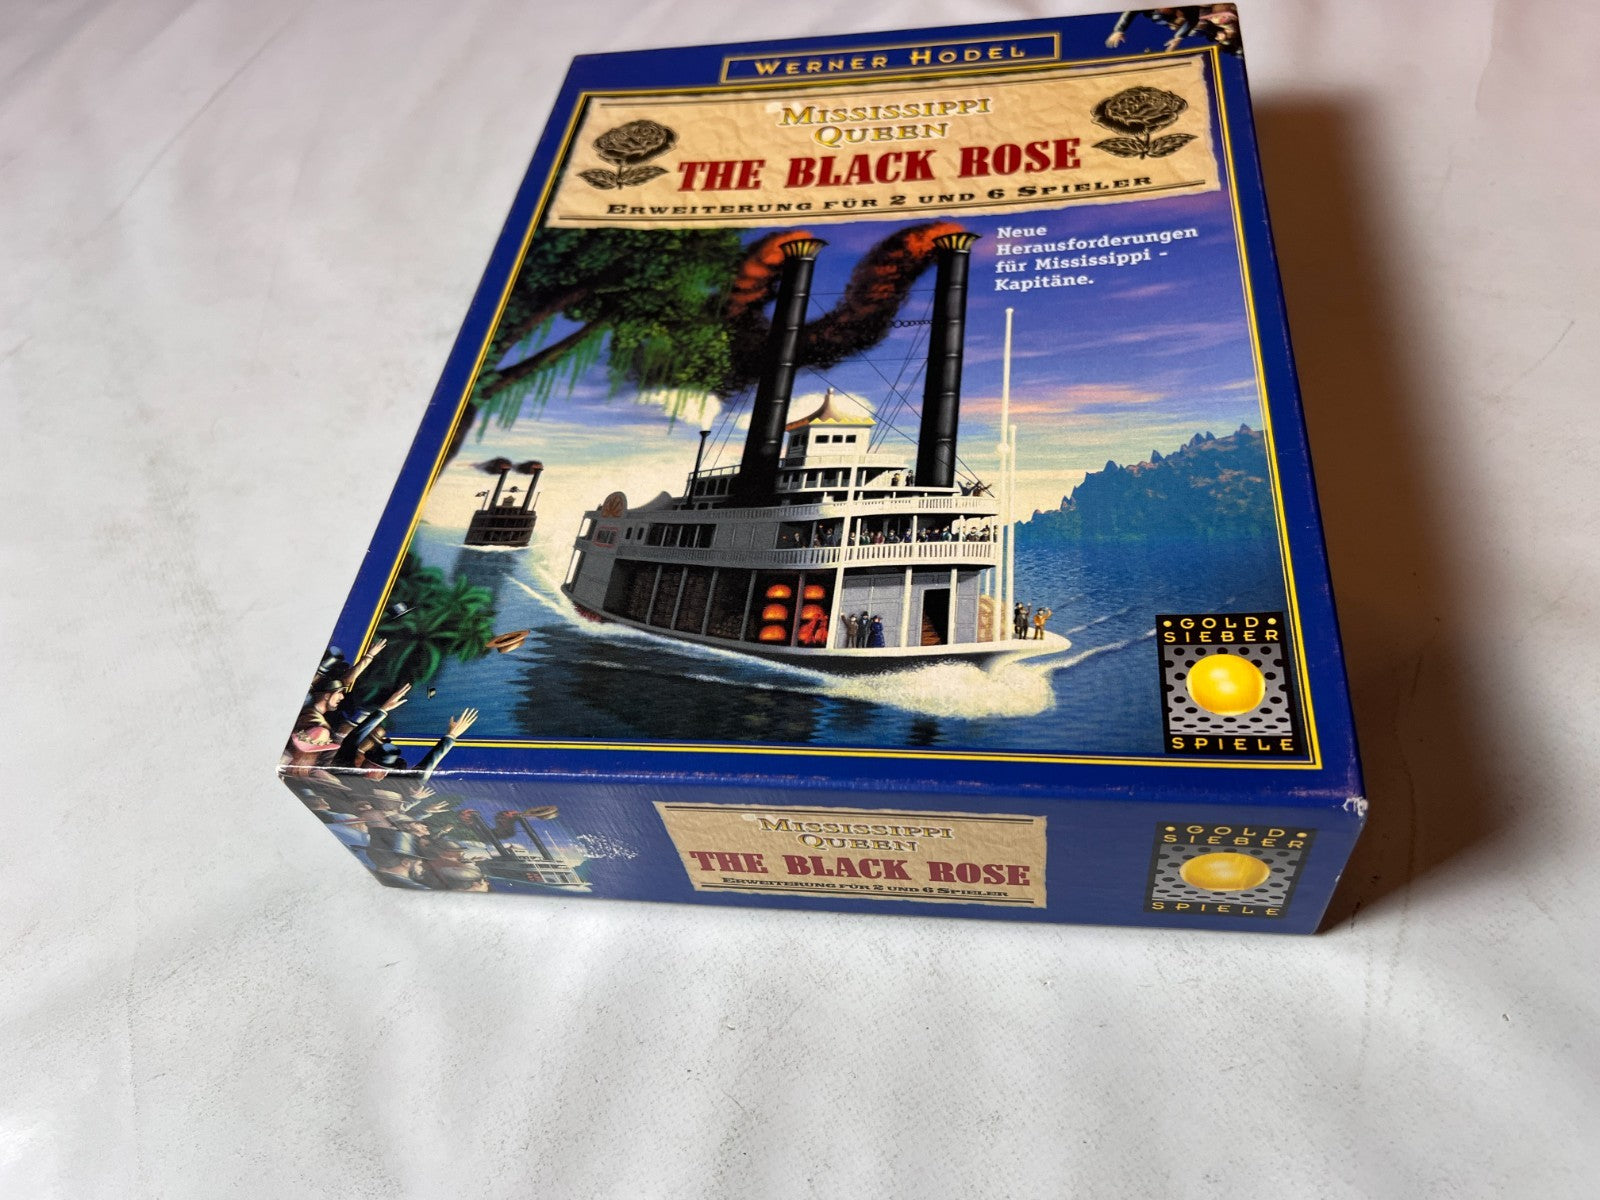 WERNER HODEL
MISSISSIPPI
QUEEN
THE BLACK ROSE
ERWEITERUNG FÜR 2 UND 6 SPIELER
Neue
Herausforderungen
für Mississippi -
Kapitäne.
GOLD
SIEBER
SPIELE
MISSISSIPPI
QUEEN
THE BLACK ROSE
ERWEITERUNG FÜR 2 UND 6 SPIELER
GOLD
SIEBER
SPIELE